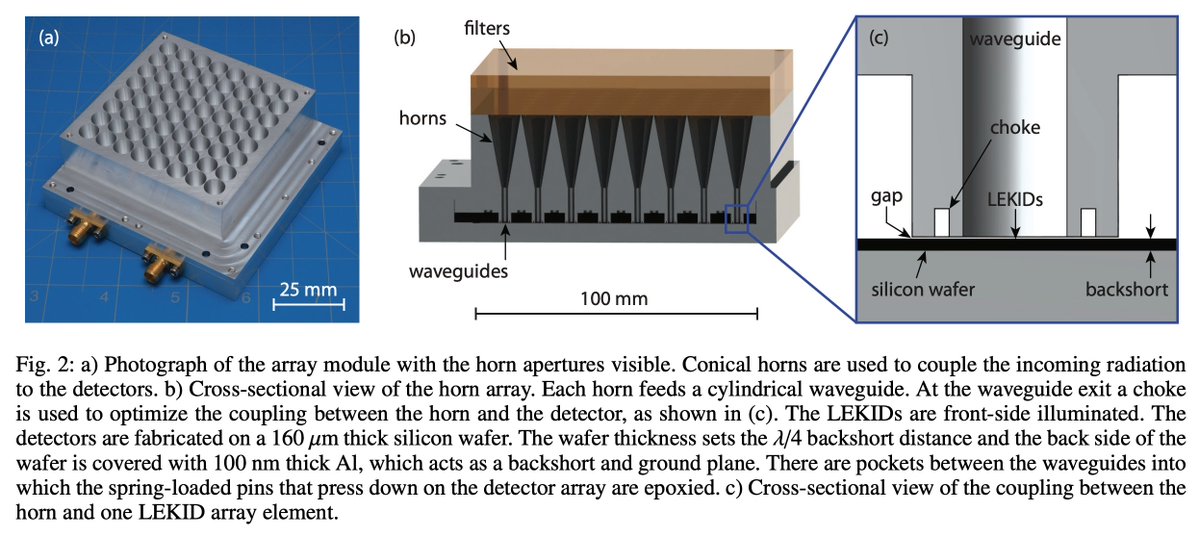 (a)
3
4
5
6
25 mm
(b)
filters
horns
waveguides
100 mm
(c)
waveguide
choke
gap
LEKIDs
silicon wafer
backshort
Fig. 2: a) Photograph of the array module with the horn apertures visible. Conical horns are used to couple the incoming radiation
to the detectors. b) Cross-sectional view of the horn array. Each horn feeds a cylindrical waveguide. At the waveguide exit a choke
is used to optimize the coupling between the horn and the detector, as shown in (c). The LEKIDs are front-side illuminated. The
detectors are fabricated on a 160 μm thick silicon wafer. The wafer thickness sets the λ/4 backshort distance and the back side of the
wafer is covered with 100 nm thick Al, which acts as a backshort and ground plane. There are pockets between the waveguides into
which the spring-loaded pins that press down on the detector array are epoxied. c) Cross-sectional view of the coupling between the
horn and one LEKID array element.